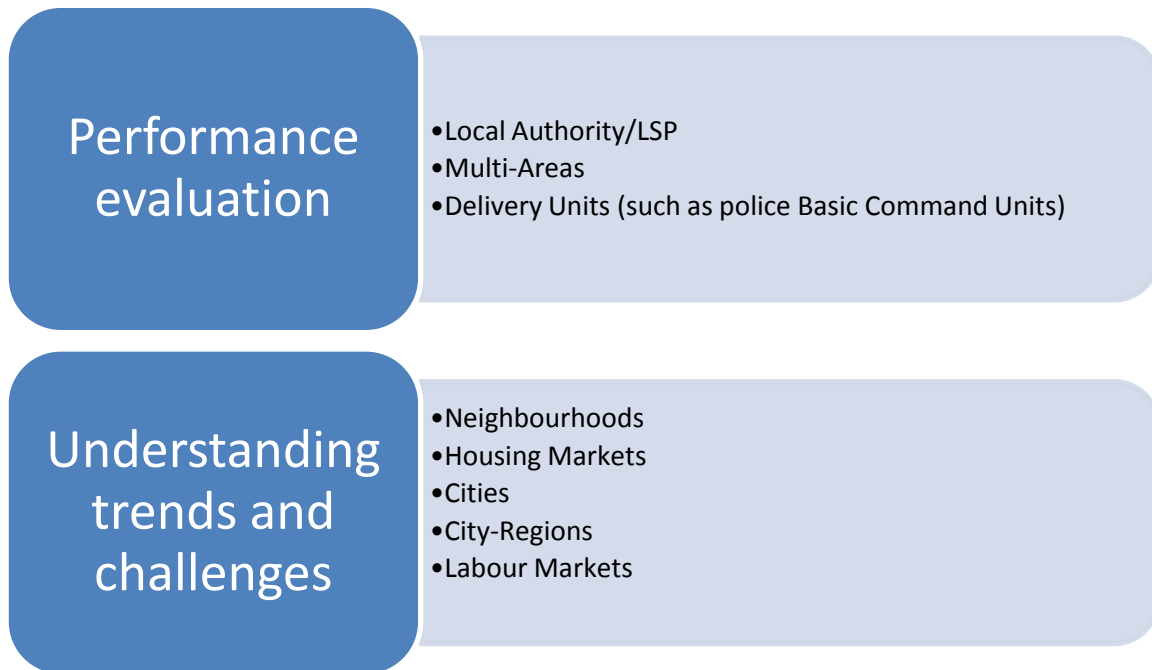 Performance
evaluation
•Local Authority/LSP
•Multi-Areas
•Delivery Units (such as police Basic Command Units)
Understanding
trends and
challenges
•Neighbourhoods
•Housing Markets
•Cities
•City-Regions
•Labour Markets